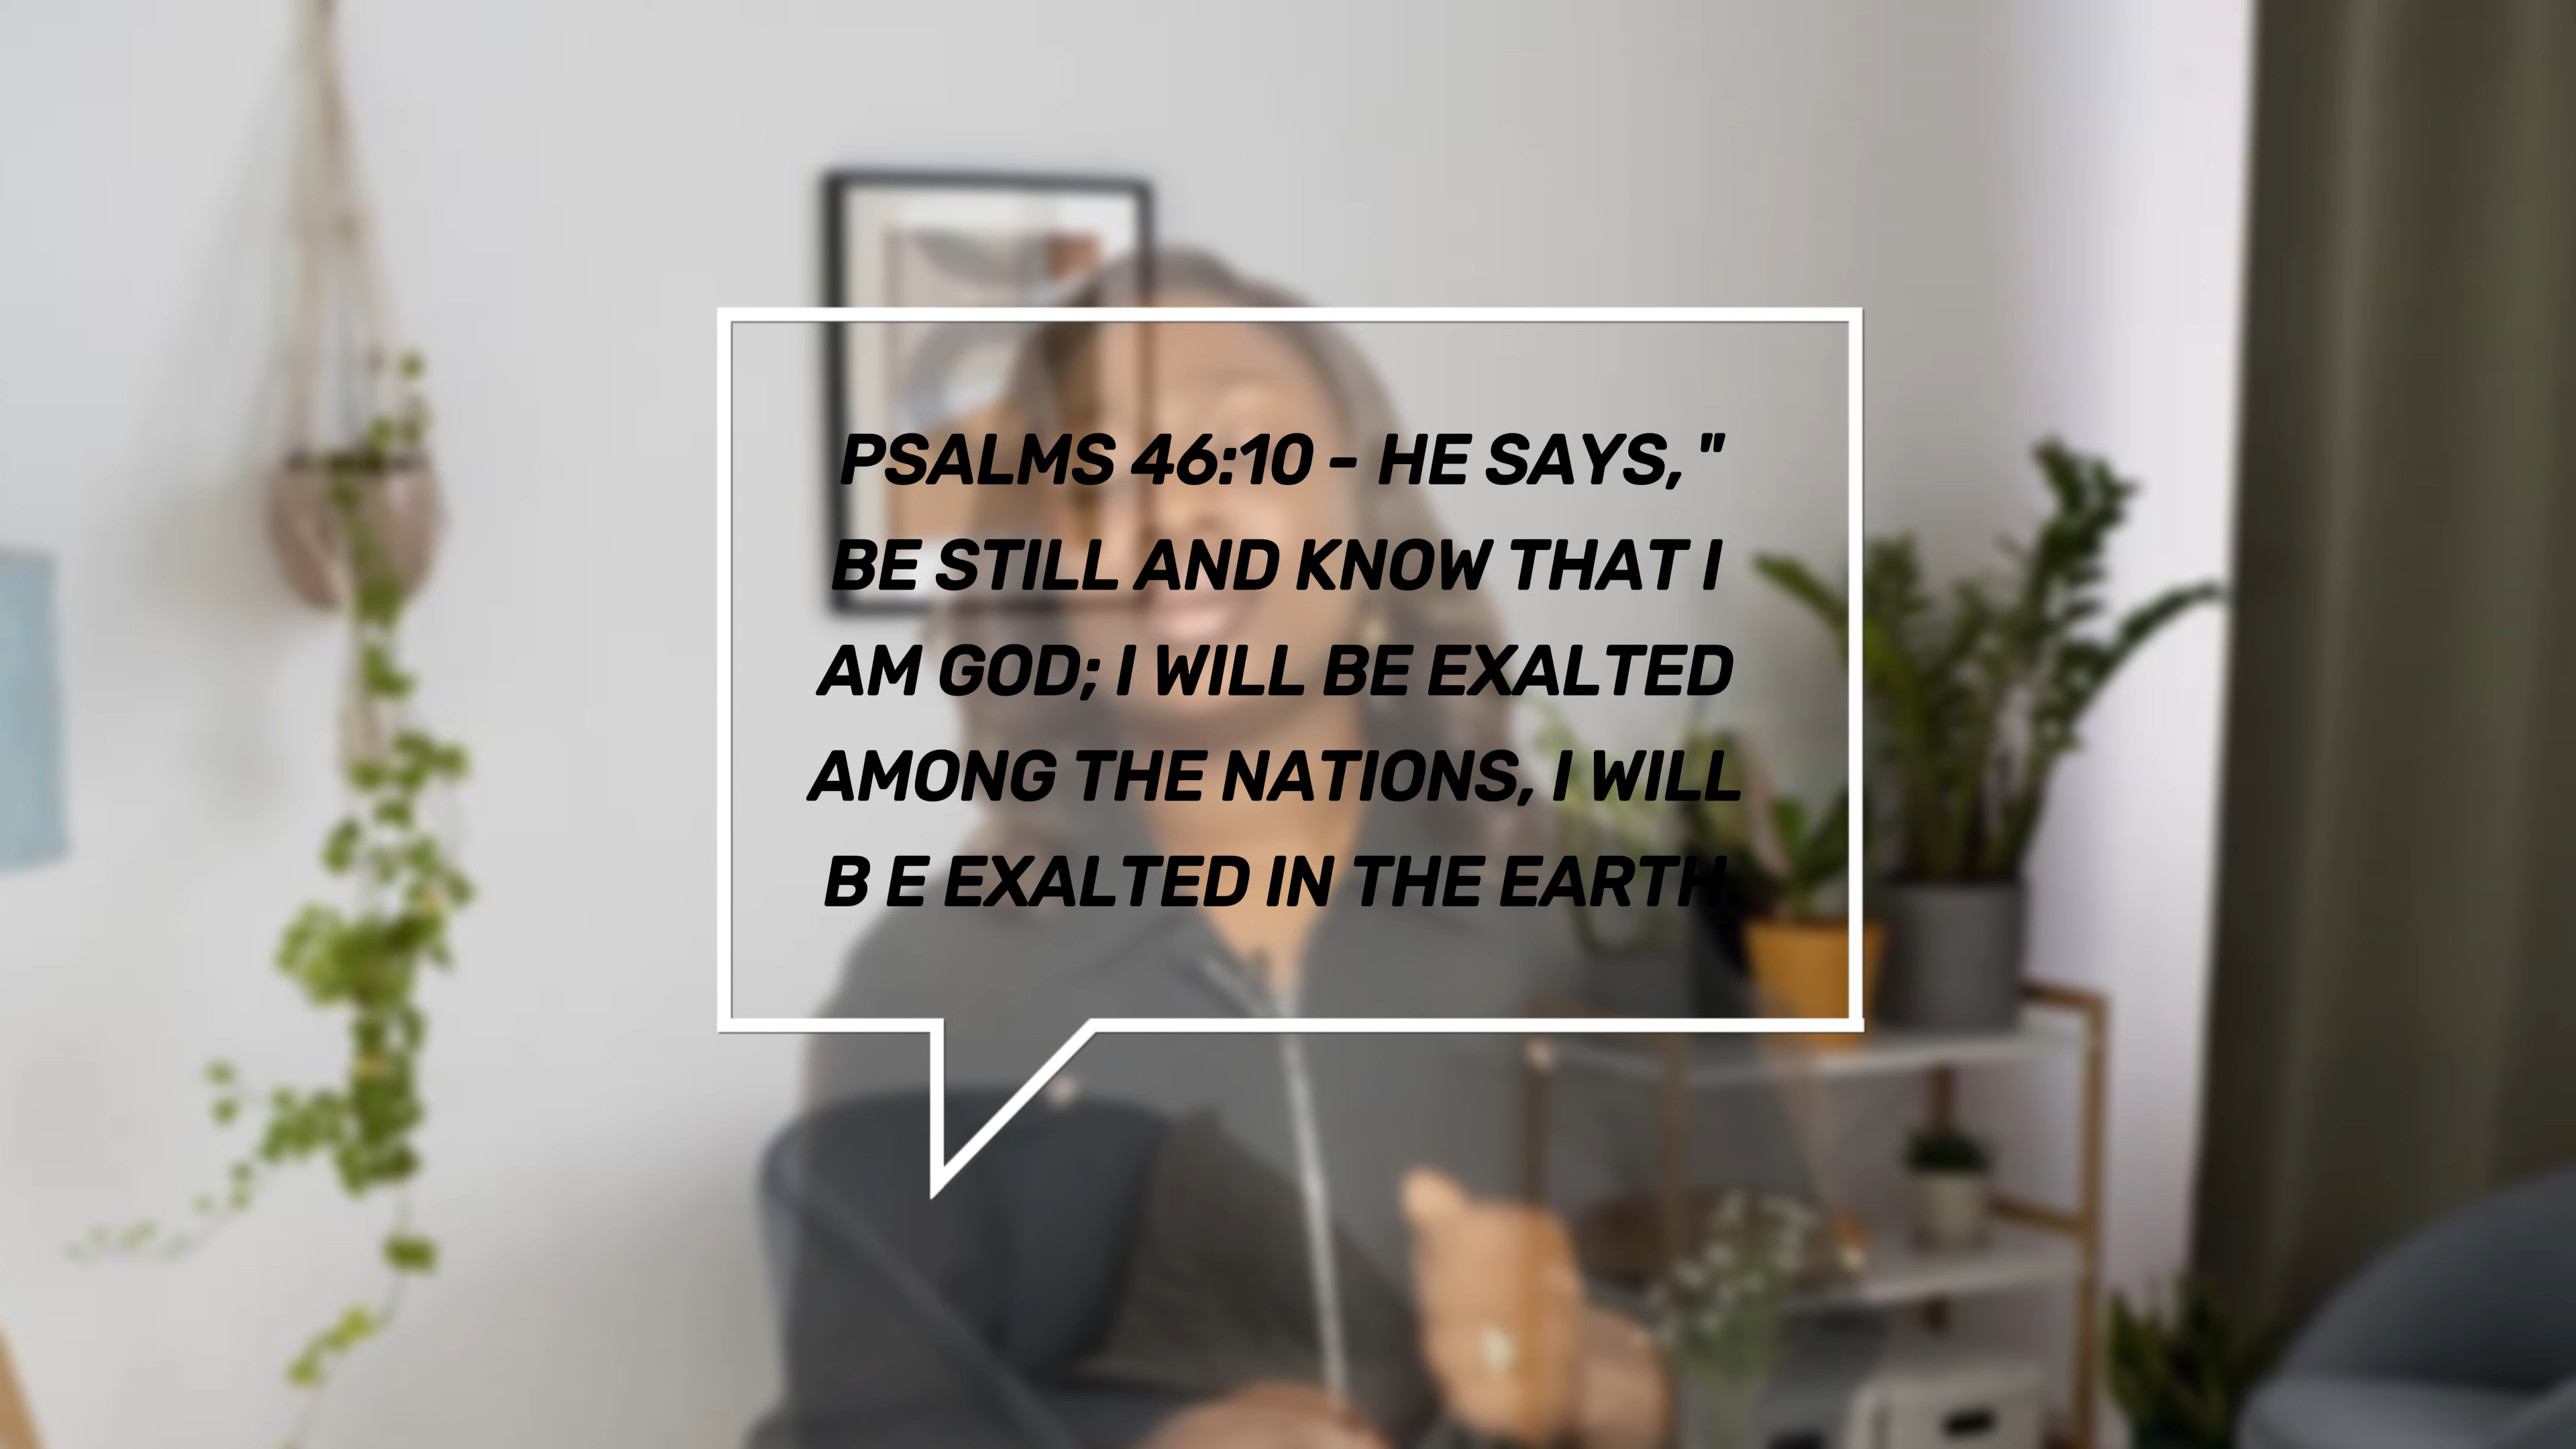 PSALMS 46:10 - HE SAYS, "
BE STILL AND KNOW THAT I
AM GOD; I WILL BE EXALTED
AMONG THE NATIONS, I WILL
B E EXALTED IN THE EARTH.